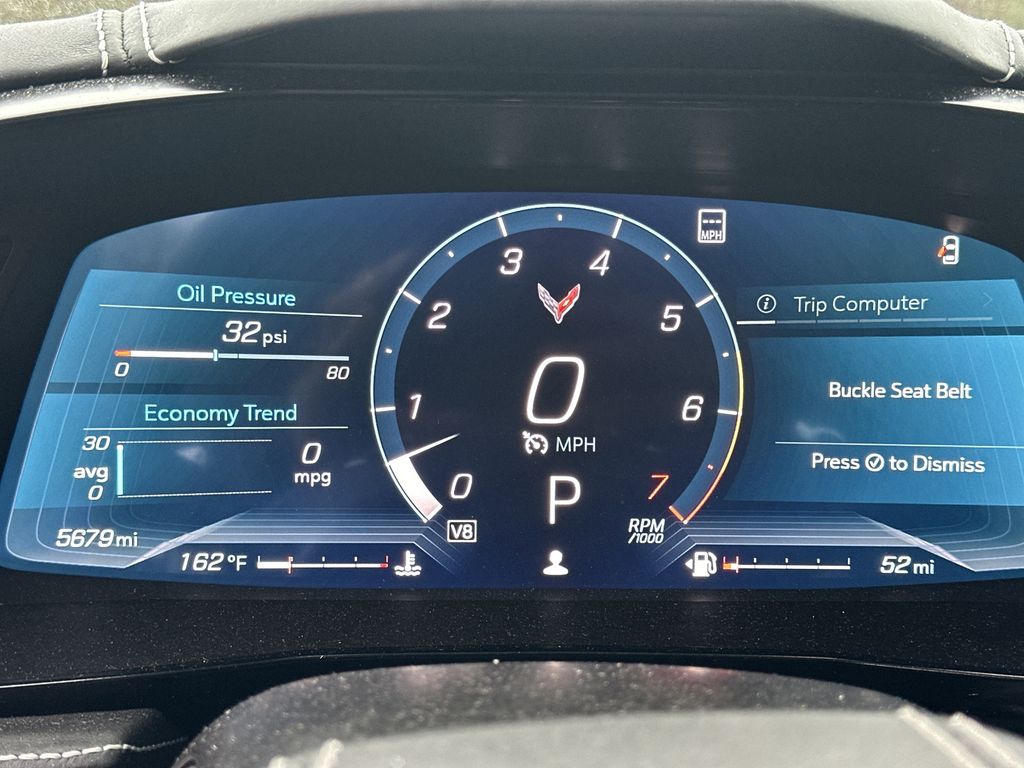 Oil Pressure
32 psi
0 80
Economy Trend
30
avg
0
0
mpg
5679 mi
162 °F
0
1
2
3
4
5
6
7
0
MPH
P
V8
RPM
/1000
---
MPH
Trip Computer
Buckle Seat Belt
Press ✓ to Dismiss
52 mi